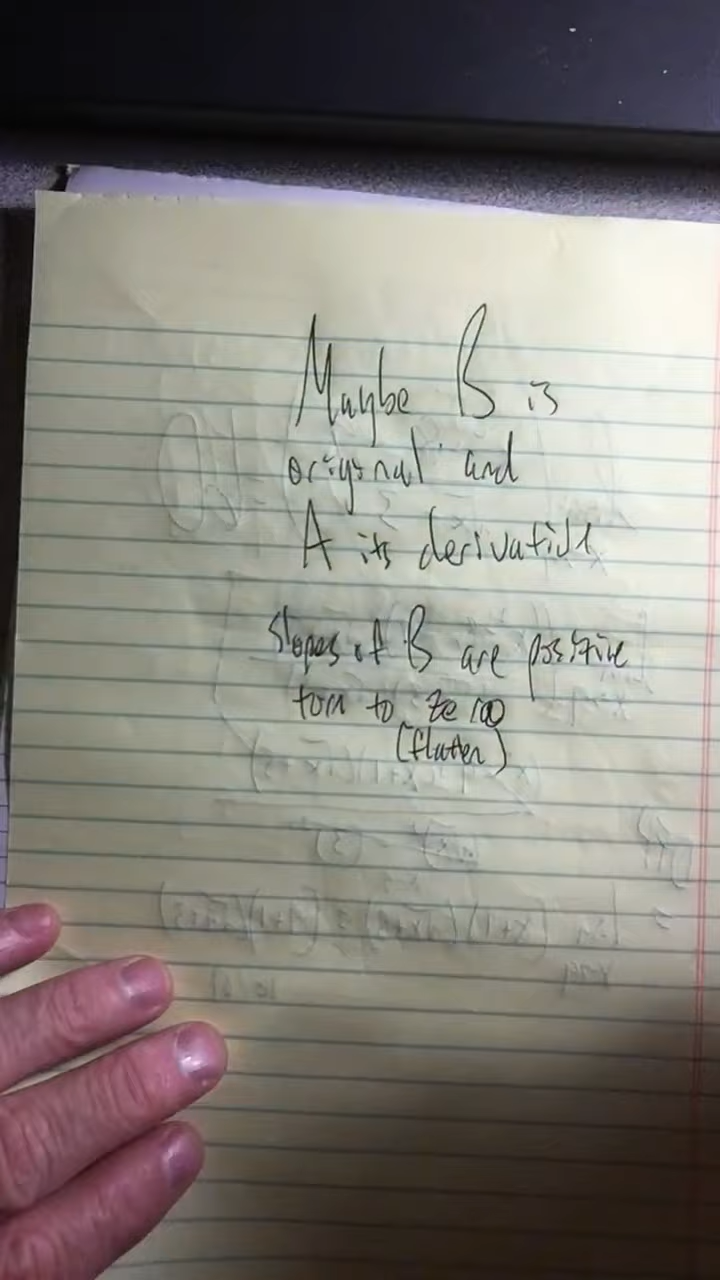 Maybe B is
original and
A its derivative
Slopes of B are positive
turn to zero
(flatten)